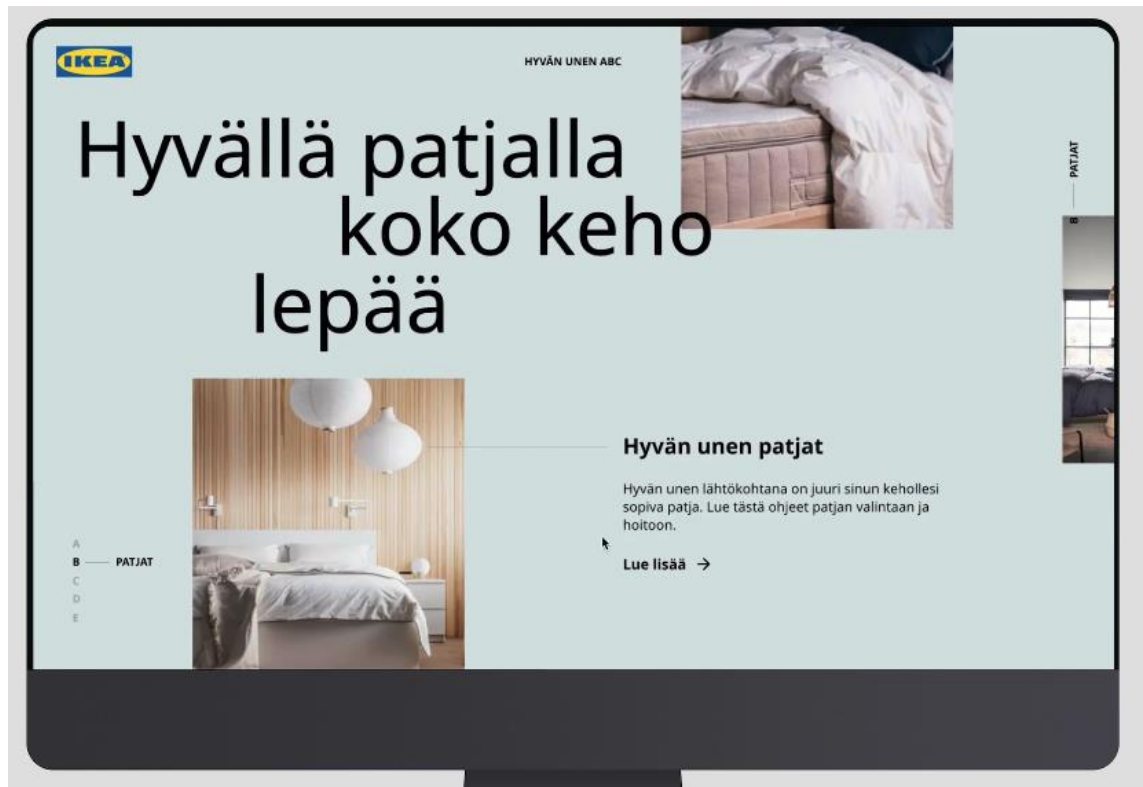 IKEA
HYVÄN UNEN ABC
Hyvällä patjalla
koko keho
lepää
B — PATJAT
Hyvän unen patjat
Hyvän unen lähtökohtana on juuri sinun kehollesi
sopiva patja. Lue tästä ohjeet patjan valintaan ja
hoitoon.
Lue lisää →
A
B — PATJAT
C
D
E